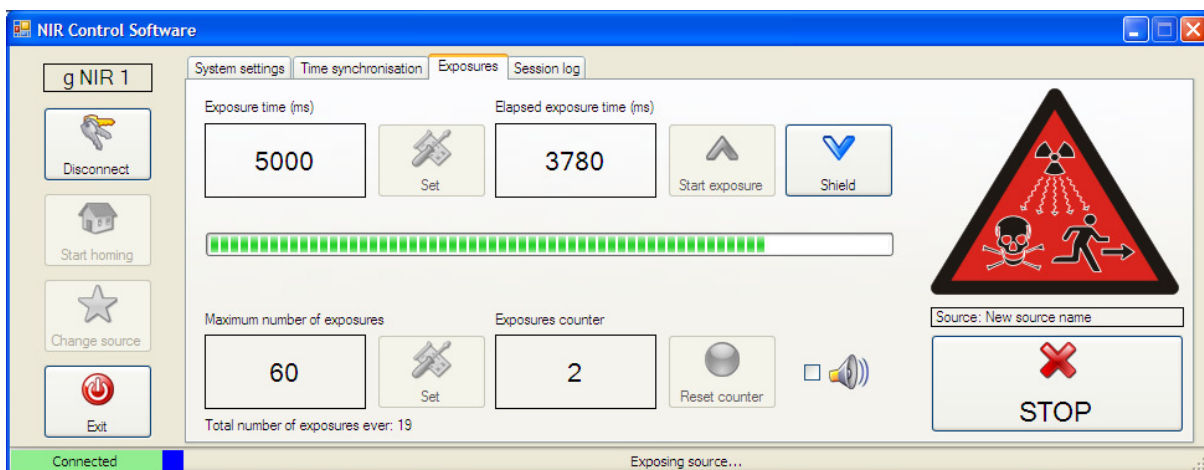 NIR Control Software
g NIR 1
Disconnect
Start homing
Change source
Exit
System settings Time synchronisation Exposures Session log
Exposure time (ms) Elapsed exposure time (ms)
5000 Set 3780 Start exposure Shield
Maximum number of exposures Exposures counter
60 Set 2 Reset counter
Total number of exposures ever: 19
Source: New source name
STOP
Connected Exposing source...